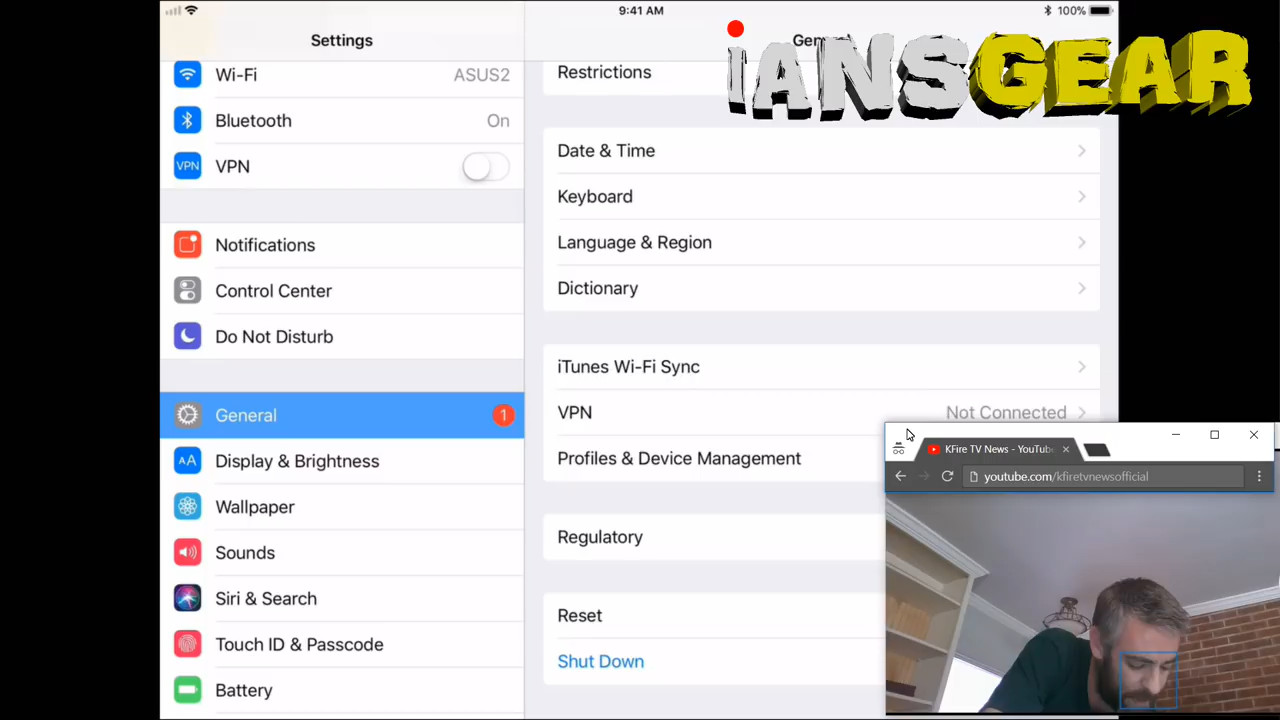 9:41 AM
100%
Settings
Gen
iANSGEAR
Wi-Fi
ASUS2
Bluetooth
On
VPN
VPN
Notifications
Control Center
Do Not Disturb
General
1
AA
Display & Brightness
Wallpaper
Sounds
Siri & Search
Touch ID & Passcode
Battery
Restrictions
Date & Time
Keyboard
Language & Region
Dictionary
iTunes Wi-Fi Sync
VPN
Not Connected
Profiles & Device Management
Regulatory
Reset
Shut Down
KFire TV News - YouTube
youtube.com/kfiretvnewsofficial